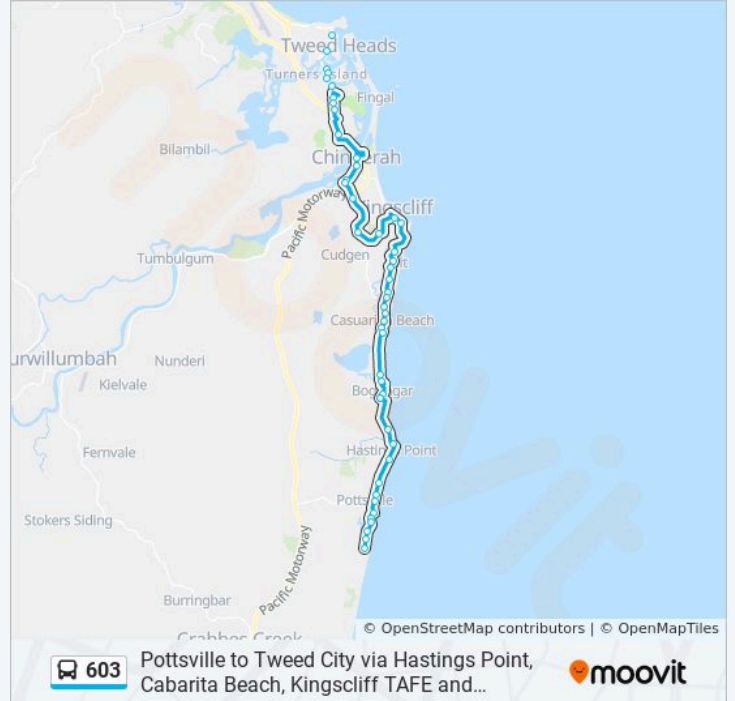 Tweed Heads
Turners Island
Fingal
Bilambil
Chinderah
Pacific Motorway
Kingscliff
Cudgen
Tumbulgum
Casuarina Beach
urwillumbah
Nunderi
Kielvale
Bogangar
Fernvale
Hastings Point
Pottsville
Stokers Siding
Pacific Motorway
Burringbar
Crabbes Creek
© OpenStreetMap contributors | © OpenMapTiles
603
Pottsville to Tweed City via Hastings Point,
Cabarita Beach, Kingscliff TAFE and...
moovit